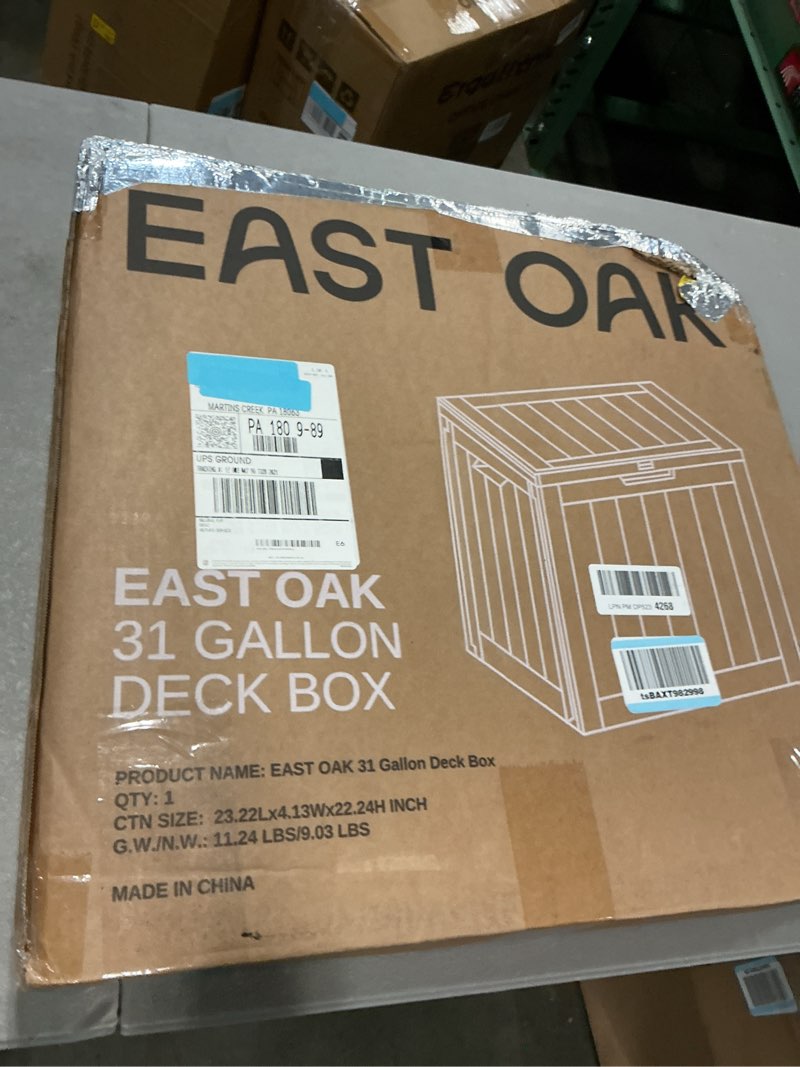 EAST OAK
MARTINS CREEK PA 18063
PA 180 9-89
UPS GROUND
E6
EAST OAK
31 GALLON
DECK BOX
4268
tsBAXT982998
PRODUCT NAME: EAST OAK 31 Gallon Deck Box
QTY: 1
CTN SIZE: 23.22Lx4.13Wx22.24H INCH
G.W./N.W.: 11.24 LBS/9.03 LBS
MADE IN CHINA